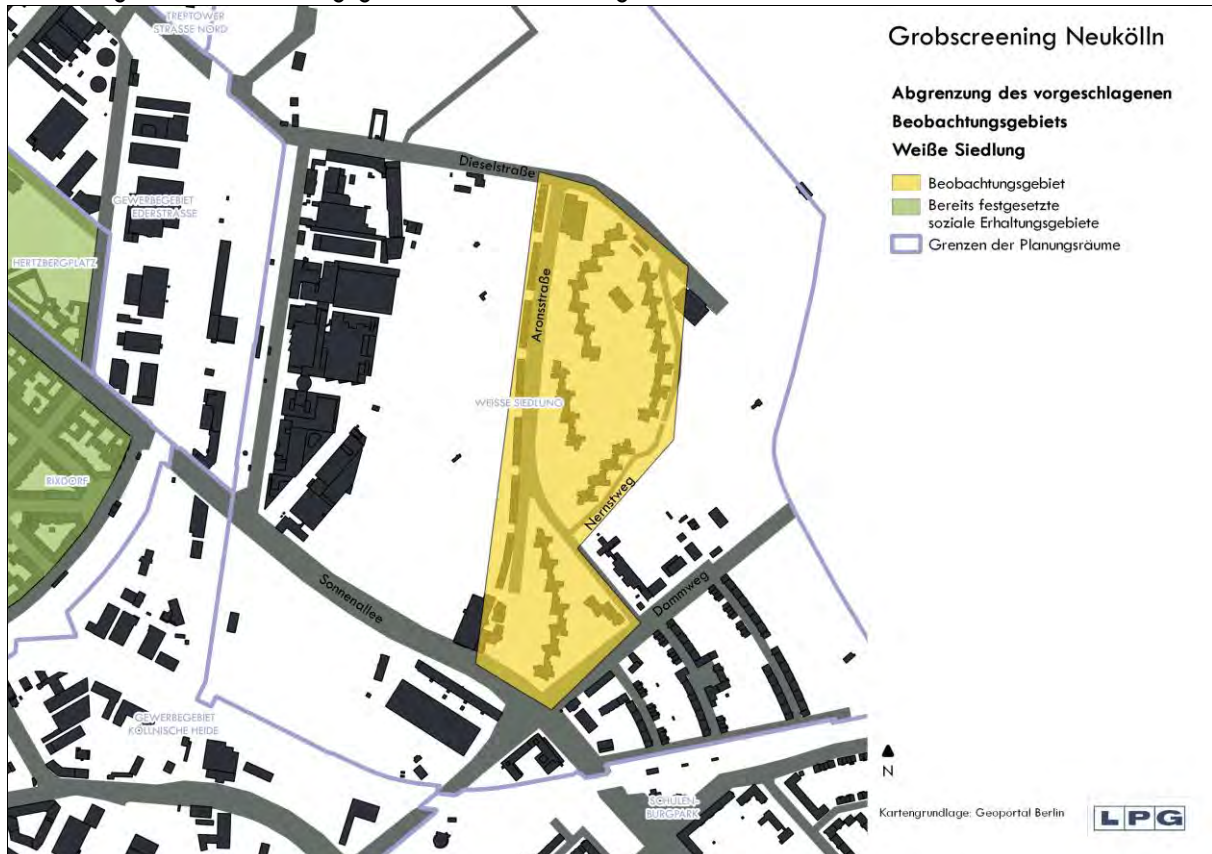 Grobscreening Neukölln
Abgrenzung des vorgeschlagenen
Beobachtungsgebiets
Weiße Siedlung
Beobachtungsgebiet
Bereits festgesetzte
soziale Erhaltungsgebiete
Grenzen der Planungsräume
TREPTOWER
STRASSE NORD
Dieselstraße
GEWERBEGEBIET
EDERSTRASSE
HERTZBERGPLATZ
Aronsstraße
WEISSE SIEDLUNG
RIXDORF
Nernstweg
Sonnenallee
Dammweg
GEWERBEGEBIET
KÖLLNISCHE HEIDE
SCHULEN-
BURGPARK
N
Kartengrundlage: Geoportal Berlin
LPG